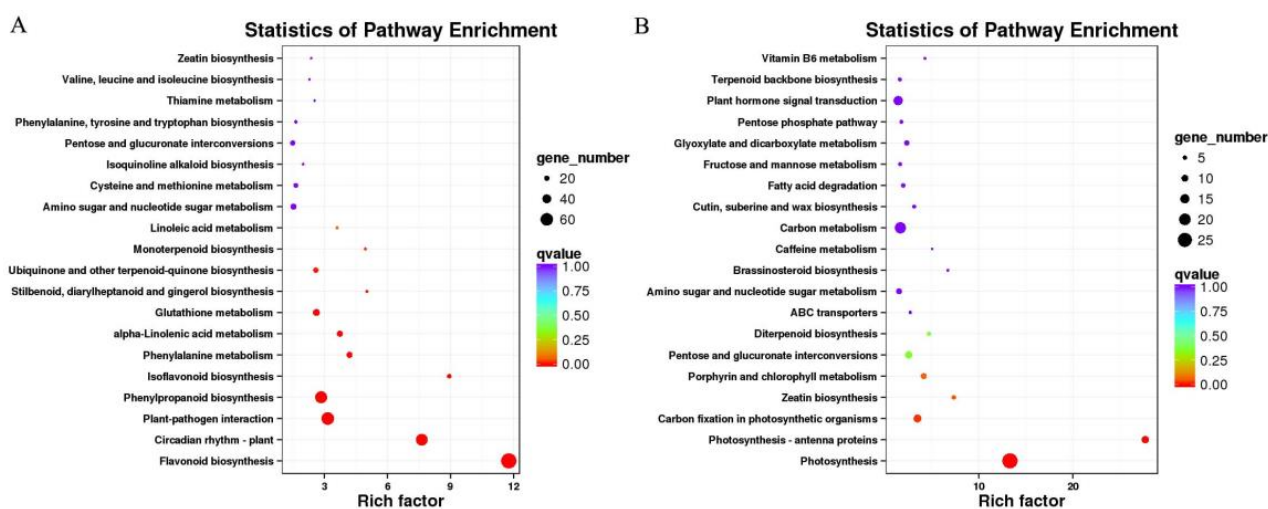 A
Statistics of Pathway Enrichment
Zeatin biosynthesis
Valine, leucine and isoleucine biosynthesis
Thiamine metabolism
Phenylalanine, tyrosine and tryptophan biosynthesis
Pentose and glucuronate interconversions
Isoquinoline alkaloid biosynthesis
Cysteine and methionine metabolism
Amino sugar and nucleotide sugar metabolism
Linoleic acid metabolism
Monoterpenoid biosynthesis
Ubiquinone and other terpenoid-quinone biosynthesis
Stilbenoid, diarylheptanoid and gingerol biosynthesis
Glutathione metabolism
alpha-Linolenic acid metabolism
Phenylalanine metabolism
Isoflavonoid biosynthesis
Phenylpropanoid biosynthesis
Plant-pathogen interaction
Circadian rhythm - plant
Flavonoid biosynthesis
3 6 9 12
Rich factor
gene_number
20
40
60
qvalue
1.00
0.75
0.50
0.25
0.00
B
Statistics of Pathway Enrichment
Vitamin B6 metabolism
Terpenoid backbone biosynthesis
Plant hormone signal transduction
Pentose phosphate pathway
Glyoxylate and dicarboxylate metabolism
Fructose and mannose metabolism
Fatty acid degradation
Cutin, suberine and wax biosynthesis
Carbon metabolism
Caffeine metabolism
Brassinosteroid biosynthesis
Amino sugar and nucleotide sugar metabolism
ABC transporters
Diterpenoid biosynthesis
Pentose and glucuronate interconversions
Porphyrin and chlorophyll metabolism
Zeatin biosynthesis
Carbon fixation in photosynthetic organisms
Photosynthesis - antenna proteins
Photosynthesis
10 20
Rich factor
gene_number
5
10
15
20
25
qvalue
1.00
0.75
0.50
0.25
0.00